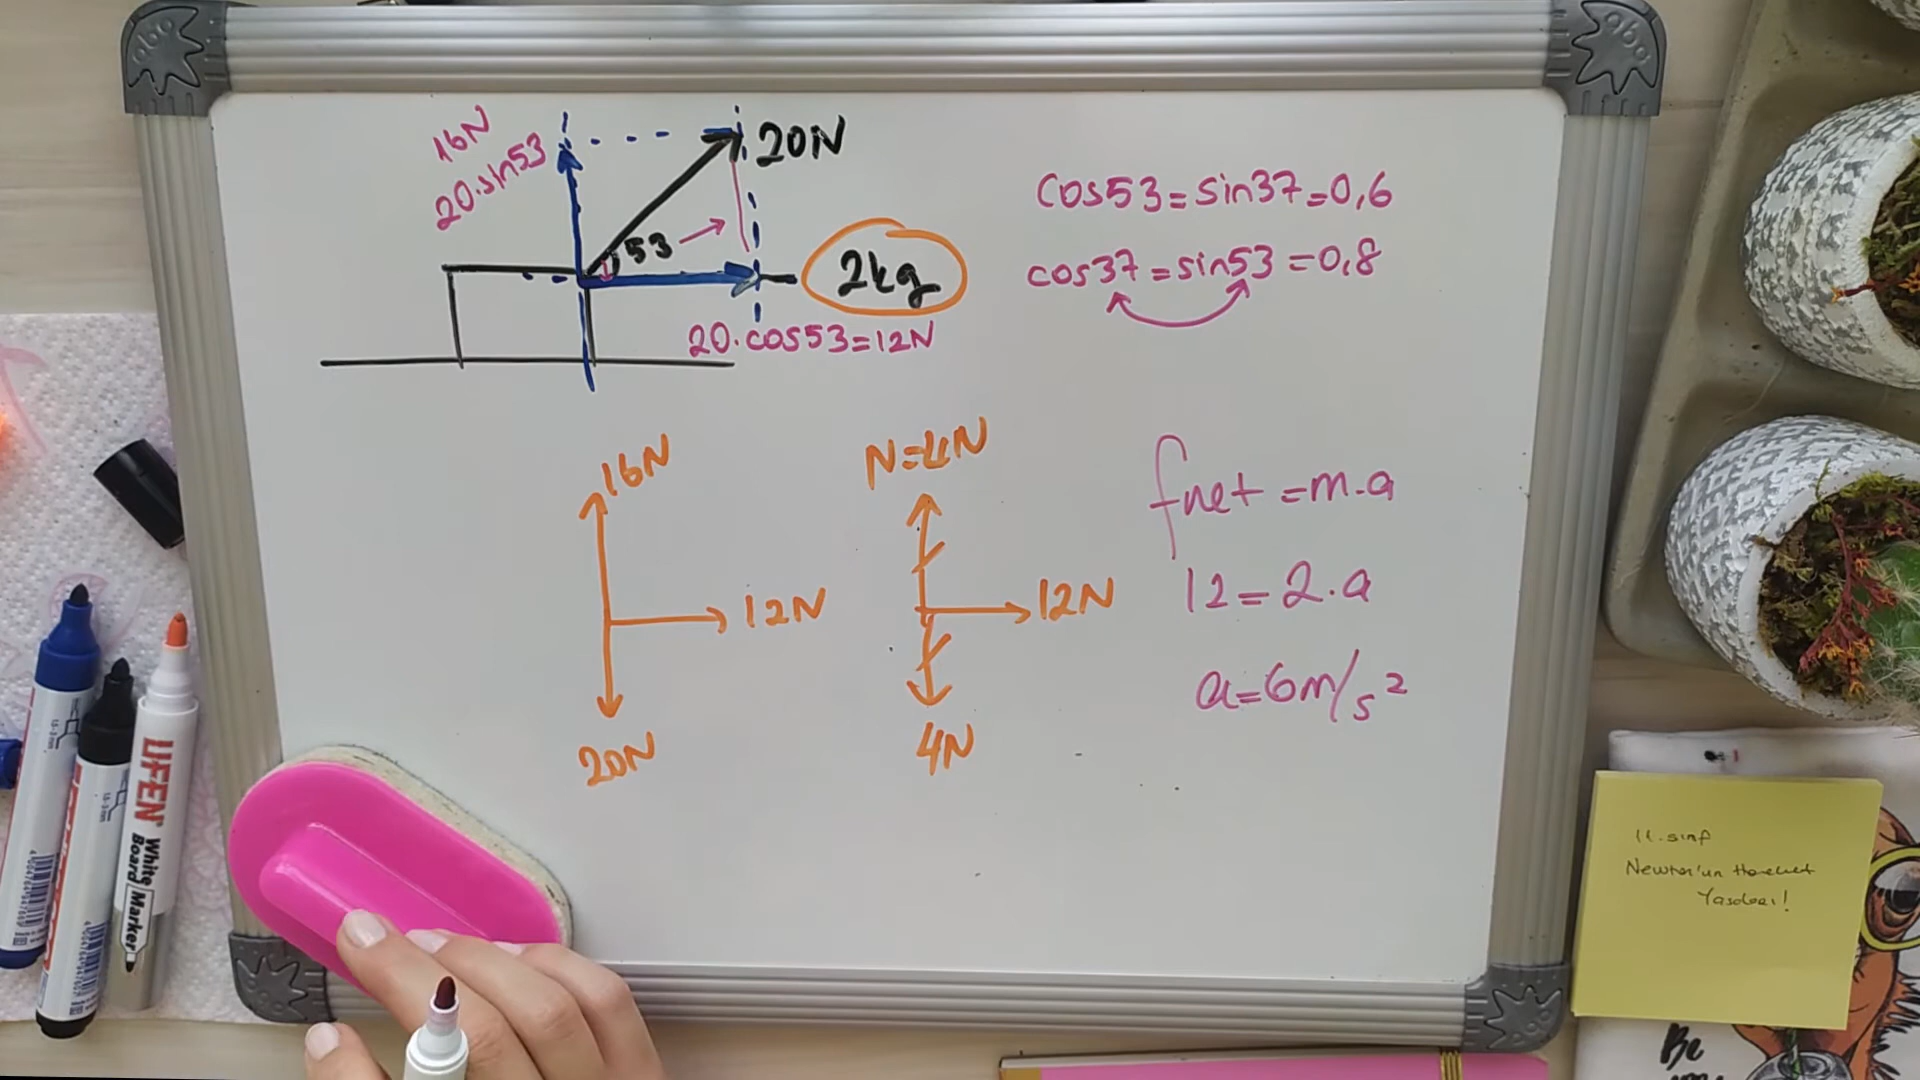 16N
20.sin53
20N
53
2kg
20.cos53=12N
cos53=sin37=0,6
cos37=sin53=0,8
16N
12N
20N
N=4N
12N
4N
fnet=m.a
12=2.a
a=6m/s²
11.sınıf
Newton'un Hareket
Yasaları!
UFEN
White
Board Marker
Be